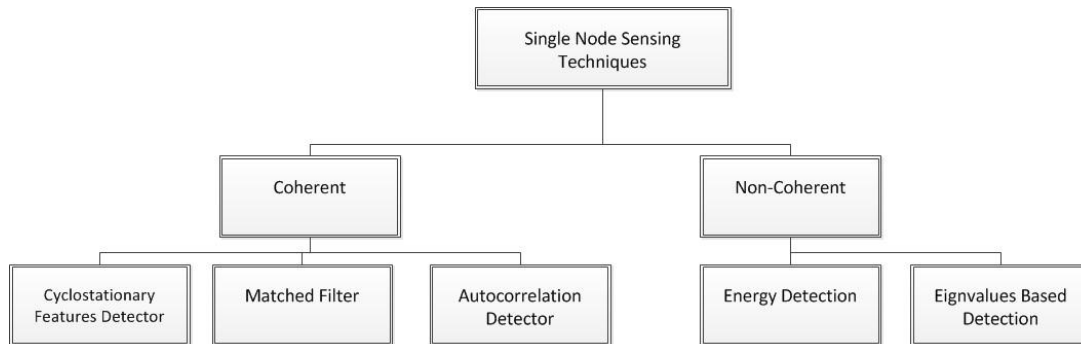 Single Node Sensing
Techniques
Coherent
Non-Coherent
Cyclostationary
Features Detector
Matched Filter
Autocorrelation
Detector
Energy Detection
Eignvalues Based
Detection